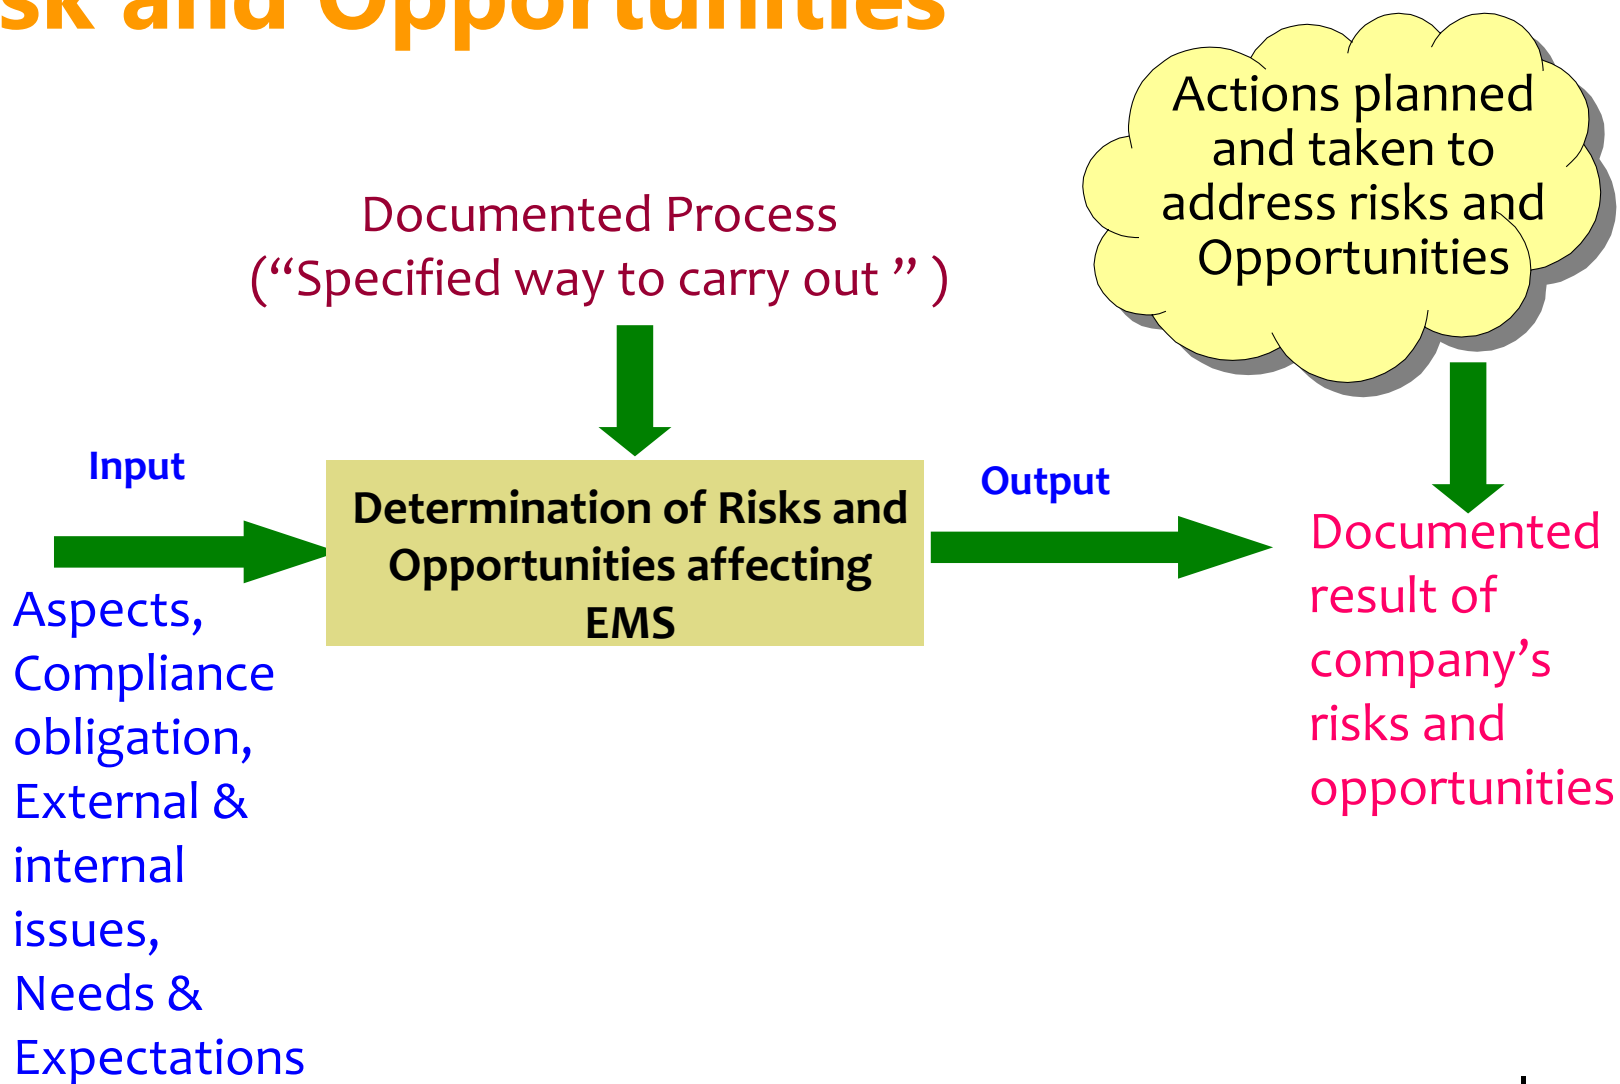 and Opportunities
Actions planned
and taken to
address risks and
Opportunities
Documented Process
(“Specified way to carry out ” )
Input
Output
Determination of Risks and
Opportunities affecting
EMS
Aspects,
Compliance
obligation,
External &
internal
issues,
Needs &
Expectations
Documented
result of
company’s
risks and
opportunities